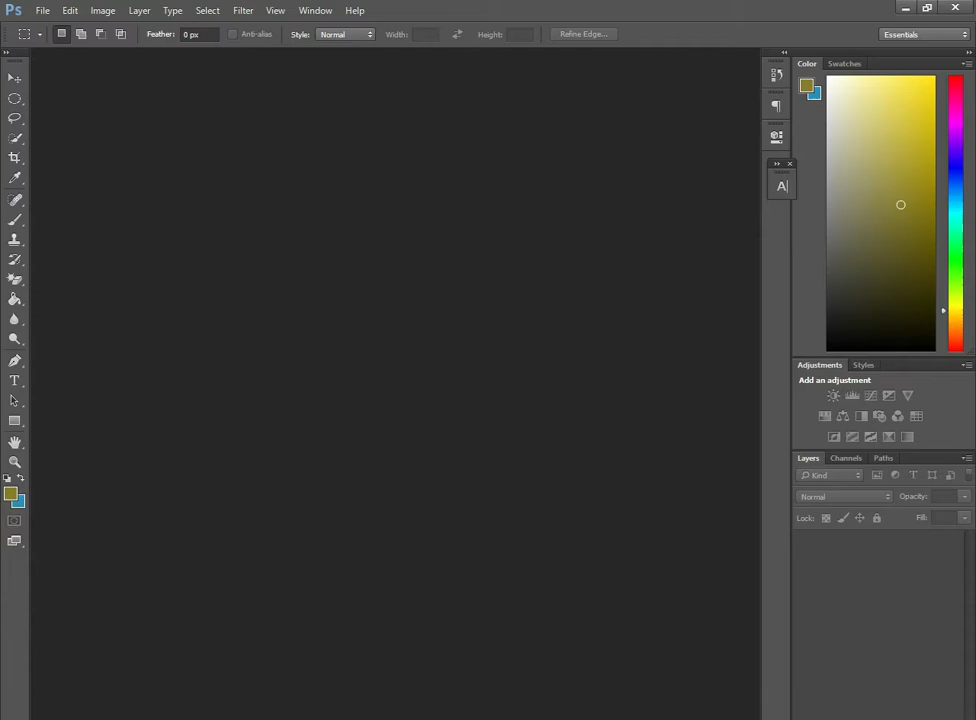 Ps File Edit Image Layer Type Select Filter View Window Help
Feather: 0 px Anti-alias Style: Normal Width: Height: Refine Edge... Essentials
Color Swatches
A
Adjustments Styles
Add an adjustment
Layers Channels Paths
Kind T
Normal Opacity:
Lock: Fill:
T